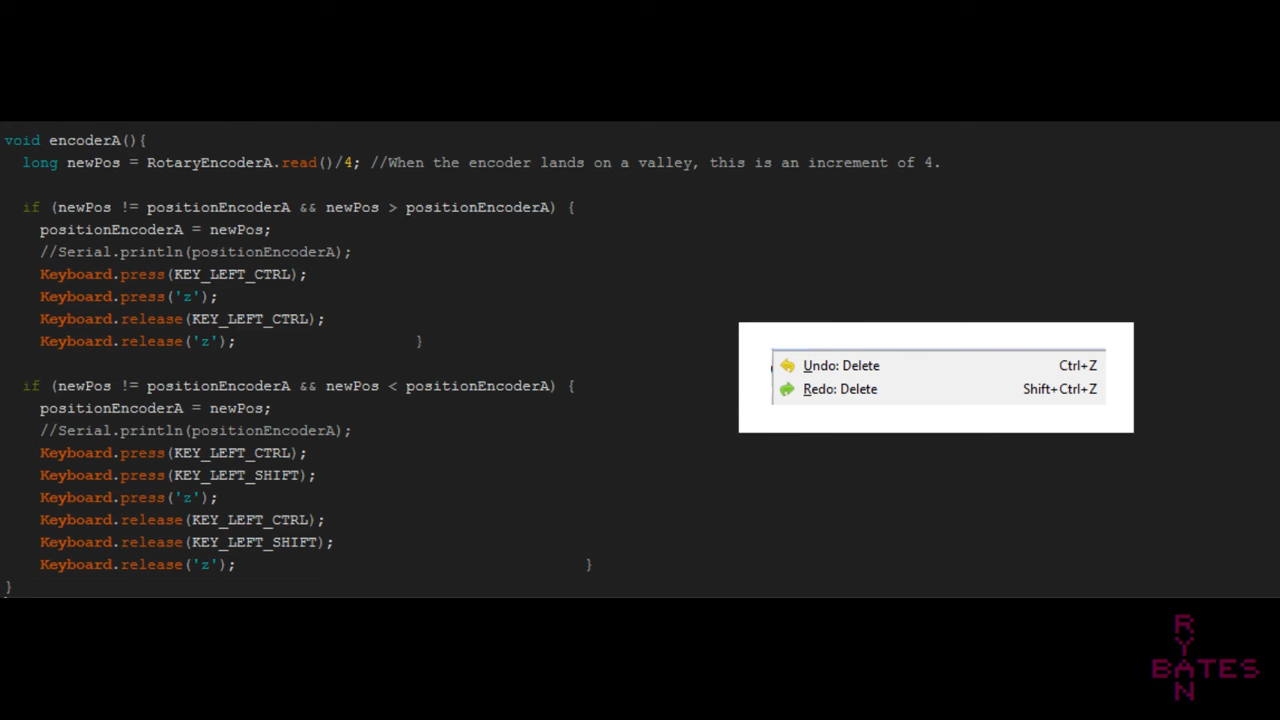 void encoderA(){
long newPos = RotaryEncoderA.read()/4; //When the encoder lands on a valley, this is an increment of 4.
if (newPos != positionEncoderA && newPos > positionEncoderA) {
positionEncoderA = newPos;
//Serial.println(positionEncoderA);
Keyboard.press(KEY_LEFT_CTRL);
Keyboard.press('z');
Keyboard.release(KEY_LEFT_CTRL);
Keyboard.release('z'); }
if (newPos != positionEncoderA && newPos < positionEncoderA) {
positionEncoderA = newPos;
//Serial.println(positionEncoderA);
Keyboard.press(KEY_LEFT_CTRL);
Keyboard.press(KEY_LEFT_SHIFT);
Keyboard.press('z');
Keyboard.release(KEY_LEFT_CTRL);
Keyboard.release(KEY_LEFT_SHIFT);
Keyboard.release('z'); }
}
Undo: Delete Ctrl+Z
Redo: Delete Shift+Ctrl+Z
RYAN
BATES